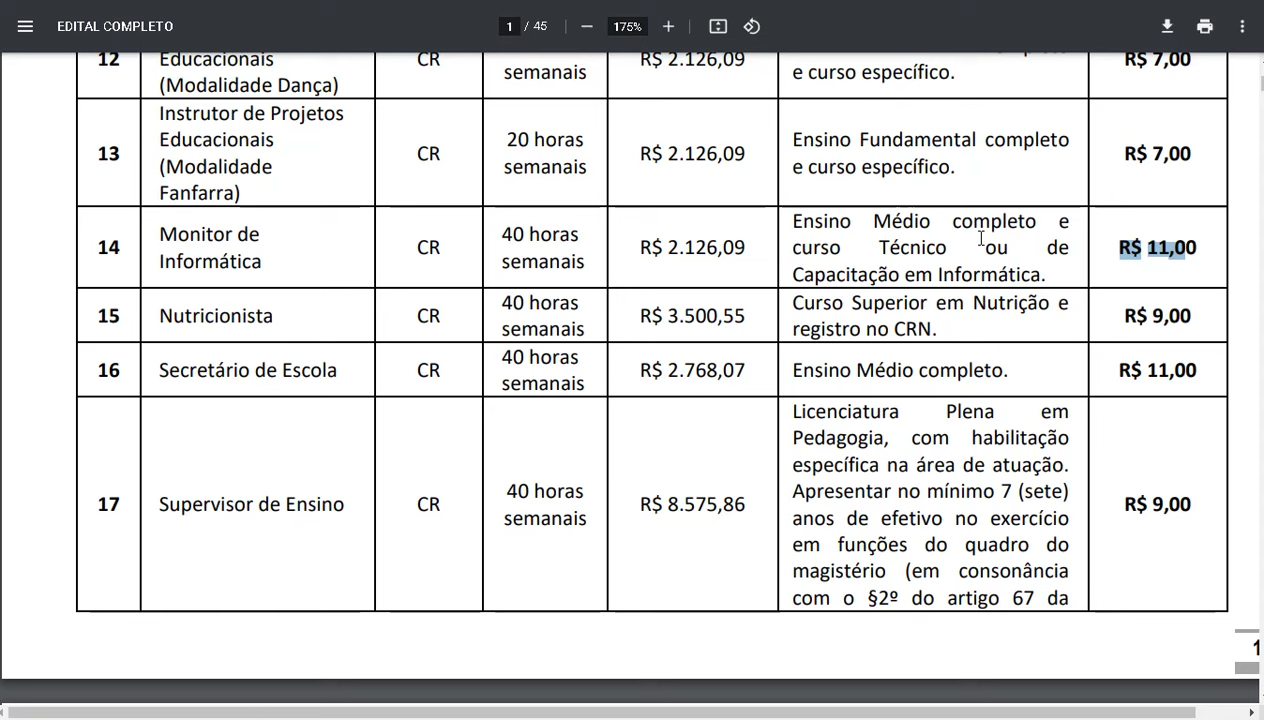 EDITAL COMPLETO
1 / 45
175%
12
Educacionais
(Modalidade Dança)
CR
semanais
R$ 2.126,09
e curso específico.
R$ 7,00
13
Instrutor de Projetos
Educacionais
(Modalidade
Fanfarra)
CR
20 horas
semanais
R$ 2.126,09
Ensino Fundamental completo
e curso específico.
R$ 7,00
14
Monitor de
Informática
CR
40 horas
semanais
R$ 2.126,09
Ensino Médio completo e
curso Técnico ou de
Capacitação em Informática.
R$ 11,00
15
Nutricionista
CR
40 horas
semanais
R$ 3.500,55
Curso Superior em Nutrição e
registro no CRN.
R$ 9,00
16
Secretário de Escola
CR
40 horas
semanais
R$ 2.768,07
Ensino Médio completo.
R$ 11,00
17
Supervisor de Ensino
CR
40 horas
semanais
R$ 8.575,86
Licenciatura Plena em
Pedagogia, com habilitação
específica na área de atuação.
Apresentar no mínimo 7 (sete)
anos de efetivo no exercício
em funções do quadro do
magistério (em consonância
com o §2º do artigo 67 da
R$ 9,00
1